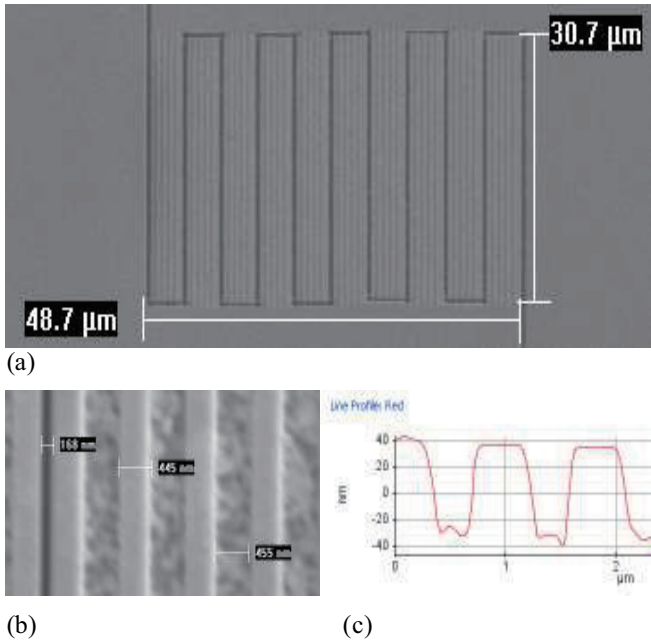 30.7 µm
48.7 µm
(a)
168 nm
445 nm
455 nm
(b)
Line Profile: Red
nm
40
20
0
-20
-40
0
1
2
µm
(c)